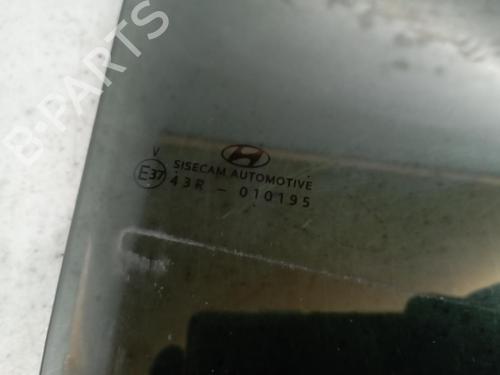 B-PARTS
V
SISECAM AUTOMOTIVE
E37
43R - 010195